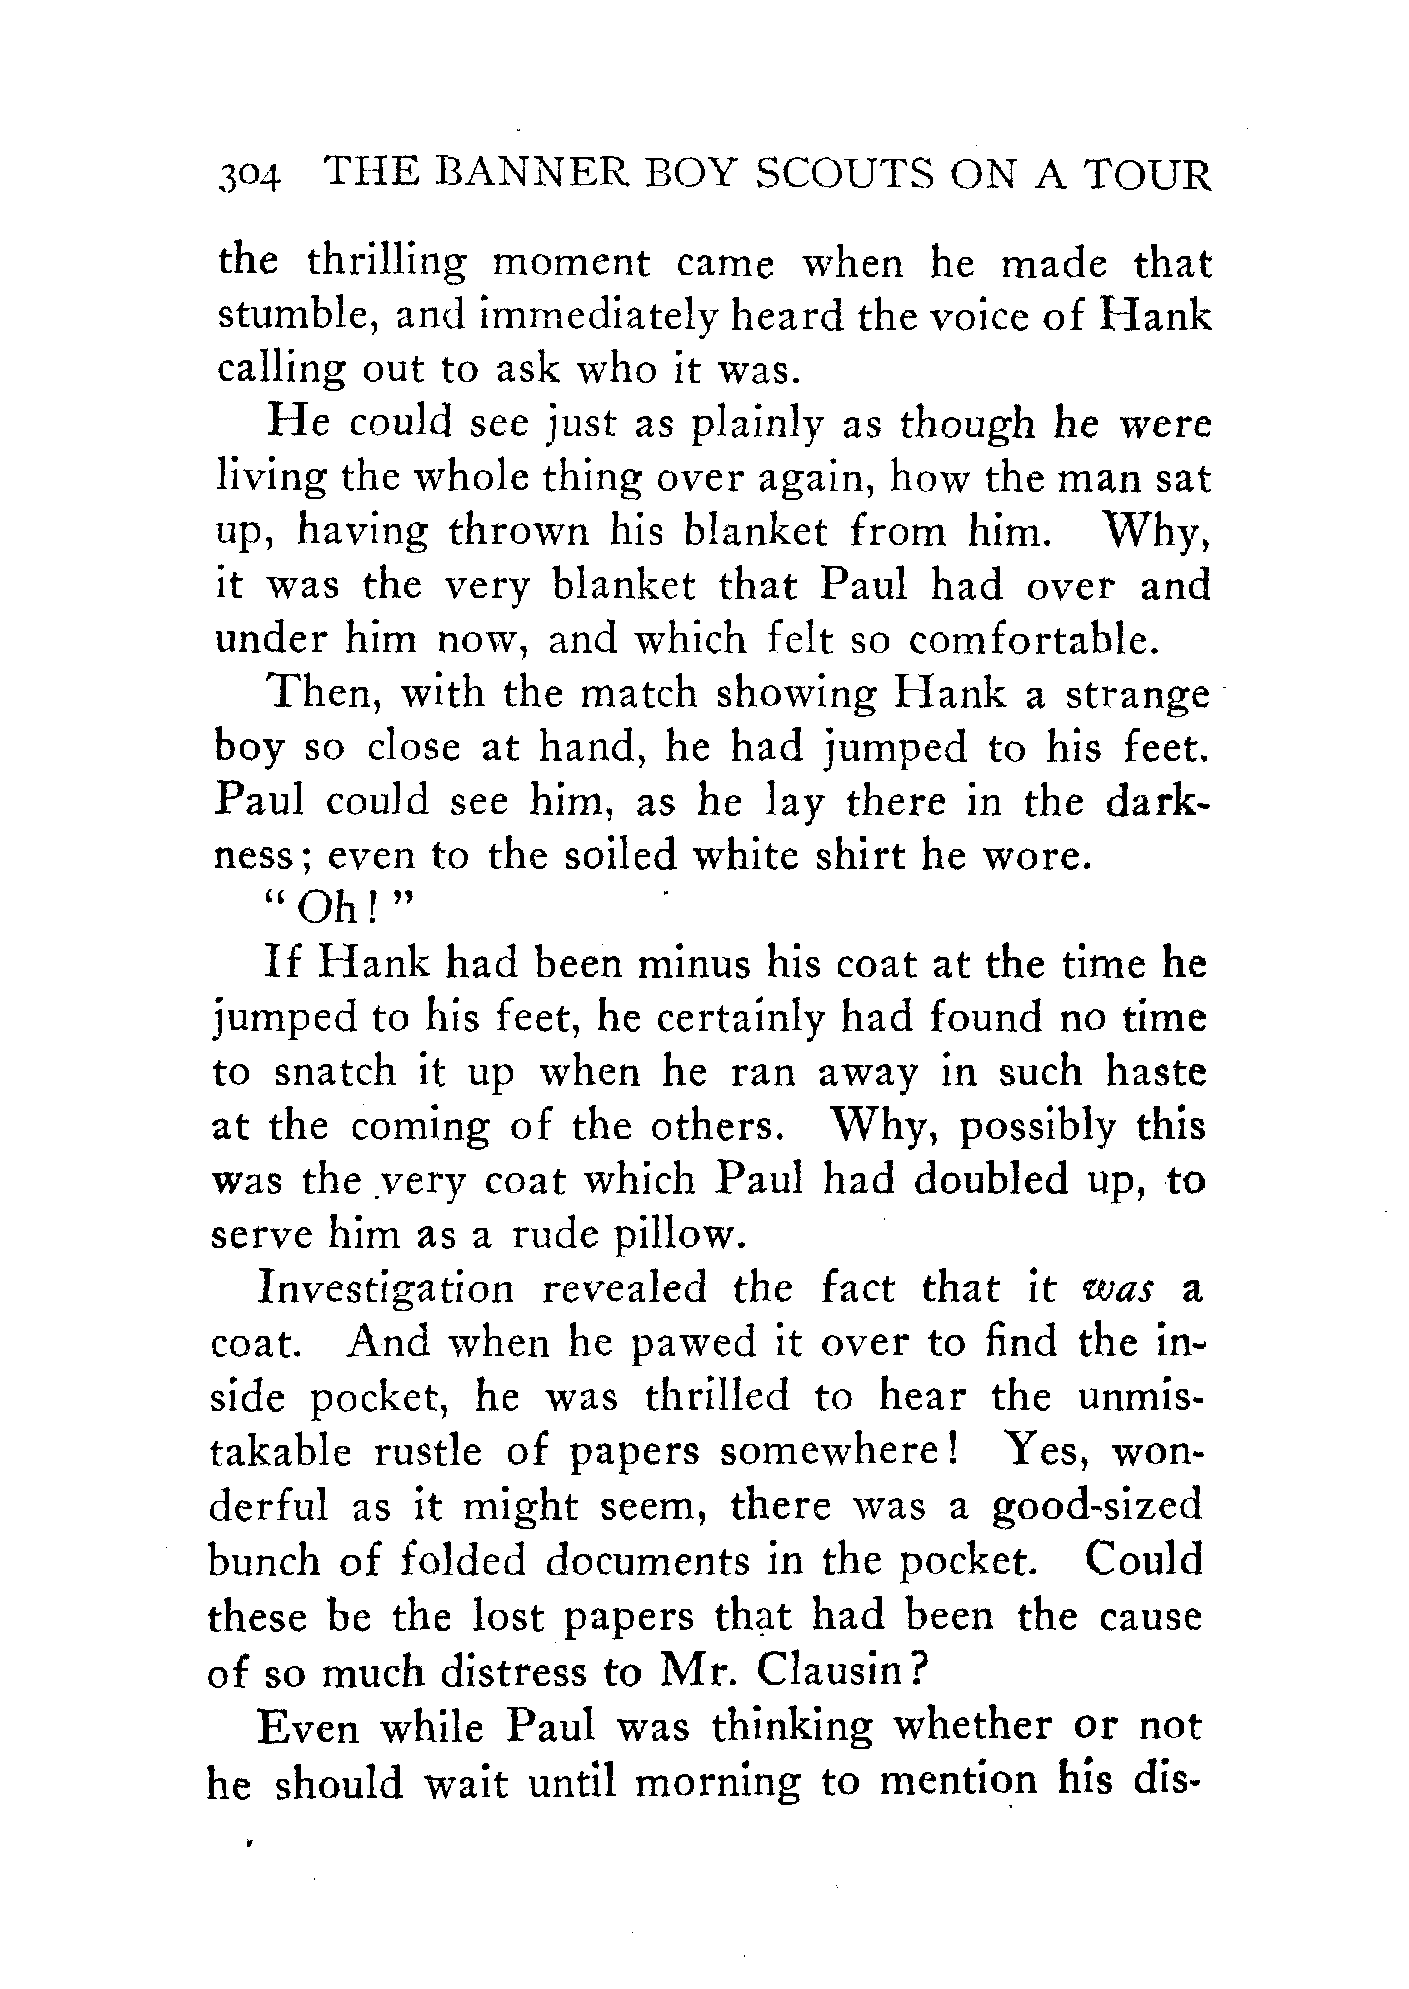 304 THE BANNER BOY SCOUTS ON A TOUR
the thrilling moment came when he made that
stumble, and immediately heard the voice of Hank
calling out to ask who it was.
He could see just as plainly as though he were
living the whole thing over again, how the man sat
up, having thrown his blanket from him. Why,
it was the very blanket that Paul had over and
under him now, and which felt so comfortable.
Then, with the match showing Hank a strange
boy so close at hand, he had jumped to his feet.
Paul could see him, as he lay there in the dark-
ness; even to the soiled white shirt he wore.
"Oh!"
If Hank had been minus his coat at the time he
jumped to his feet, he certainly had found no time
to snatch it up when he ran away in such haste
at the coming of the others. Why, possibly this
was the very coat which Paul had doubled up, to
serve him as a rude pillow.
Investigation revealed the fact that it was a
coat. And when he pawed it over to find the in-
side pocket, he was thrilled to hear the unmis-
takable rustle of papers somewhere! Yes, won-
derful as it might seem, there was a good-sized
bunch of folded documents in the pocket. Could
these be the lost papers that had been the cause
of so much distress to Mr. Clausin?
Even while Paul was thinking whether or not
he should wait until morning to mention his dis-